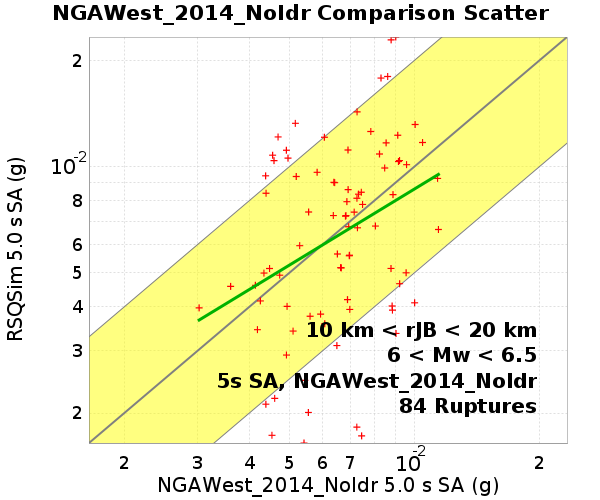 NGAWest_2014_NoIdr Comparison Scatter
RSQSim 5.0 s SA (g)
2
10⁻²
8
6
5
4
3
2
10 km < rJB < 20 km
6 < Mw < 6.5
5s SA, NGAWest_2014_NoIdr
84 Ruptures
2 3 4 5 6 7 10⁻² 2
NGAWest_2014_NoIdr 5.0 s SA (g)